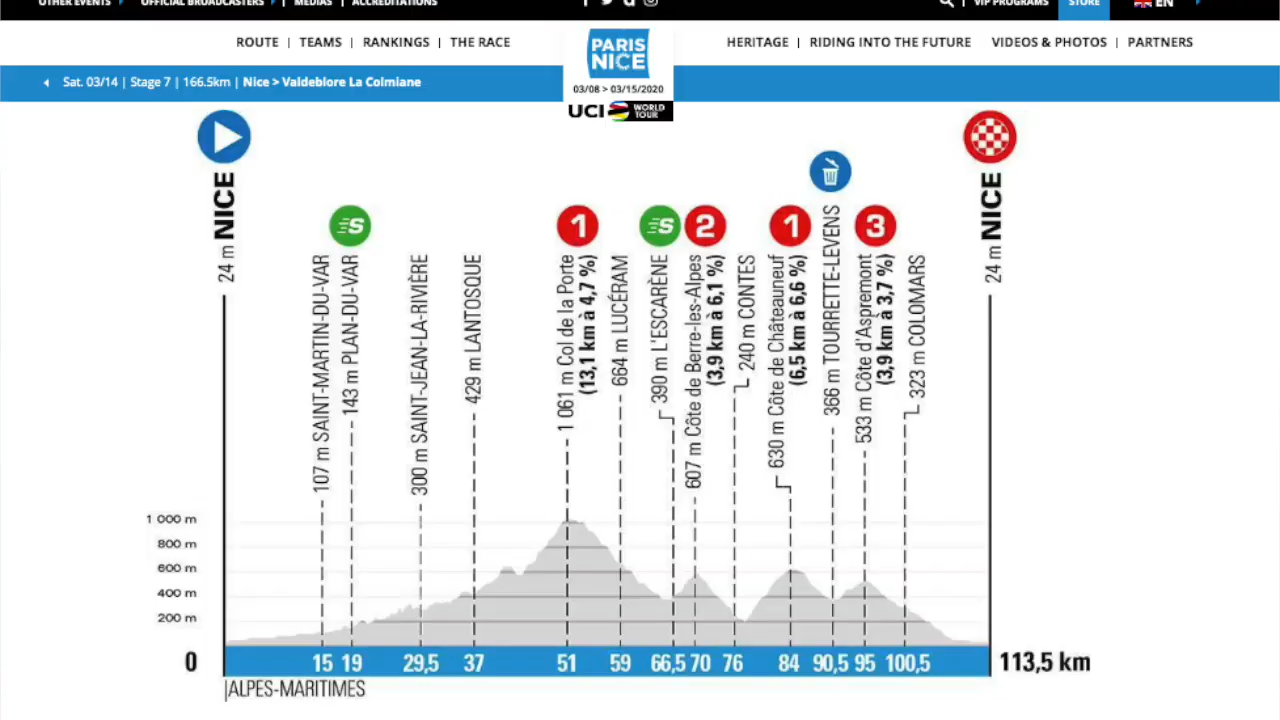 OTHER EVENTS OFFICIAL BROADCASTERS | MEDIAS | ACCREDITATIONS | VIP PROGRAMS STORE EN
ROUTE | TEAMS | RANKINGS | THE RACE
PARIS
NICE
HERITAGE | RIDING INTO THE FUTURE VIDEOS & PHOTOS | PARTNERS
Sat. 03/14 | Stage 7 | 166.5km | Nice > Valdeblore La Colmiane
03/08 > 03/15/2020
UCI WORLD TOUR
24 m NICE
107 m SAINT-MARTIN-DU-VAR
S
143 m PLAN-DU-VAR
300 m SAINT-JEAN-LA-RIVIÈRE
429 m LANTOSQUE
1
1 061 m Col de la Porte
(13,1 km à 4,7 %)
664 m LUCÉRAM
S
390 m L'ESCARÈNE
2
607 m Côte de Berre-les-Alpes
(3,9 km à 6,1 %)
240 m CONTES
1
630 m Côte de Châteauneuf
(6,5 km à 6,6 %)
366 m TOURRETTE-LEVENS
3
533 m Côte d'Aspremont
(3,9 km à 3,7 %)
323 m COLOMARS
24 m NICE
1 000 m
800 m
600 m
400 m
200 m
0 15 19 29,5 37 51 59 66,5 70 76 84 90,5 95 100,5 113,5 km
|ALPES-MARITIMES